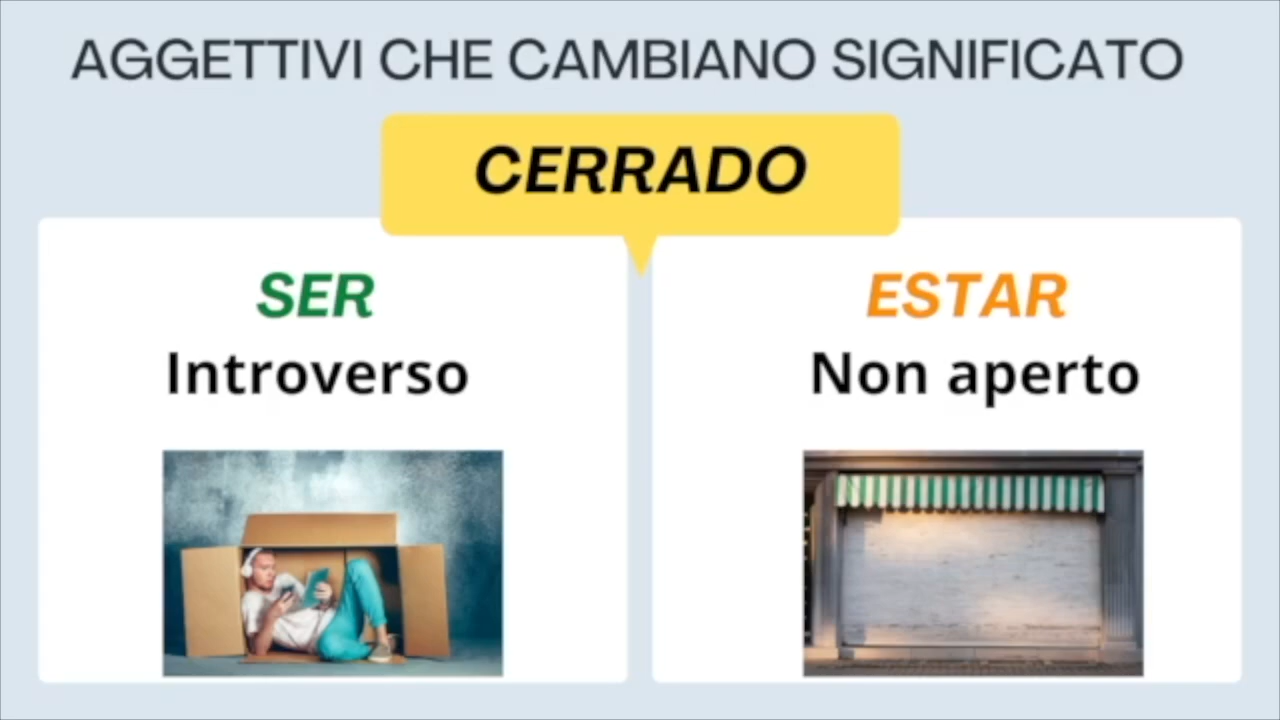 AGGETTIVI CHE CAMBIANO SIGNIFICATO
CERRADO
SER
Introverso
ESTAR
Non aperto